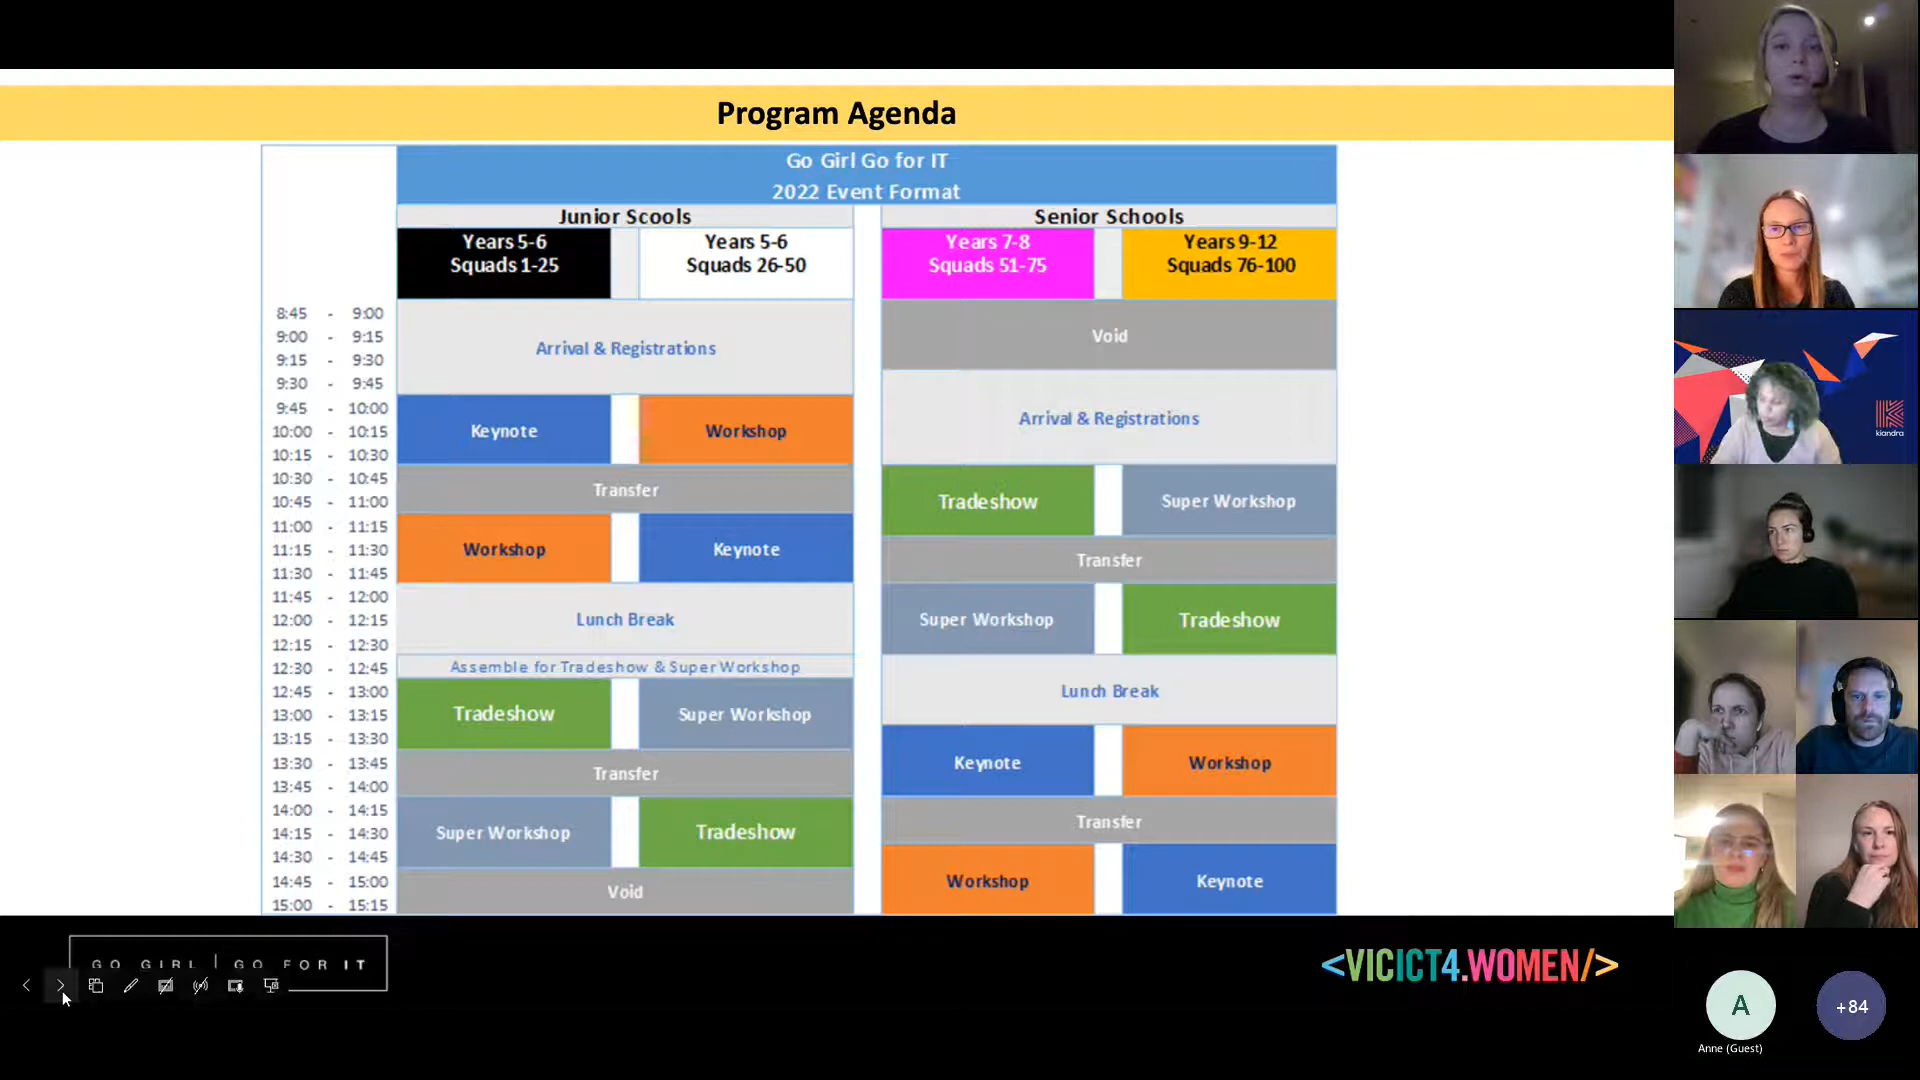 Program Agenda
Go Girl Go for IT
2022 Event Format
Junior Scools
Senior Schools
Years 5-6
Squads 1-25
Years 5-6
Squads 26-50
Years 7-8
Squads 51-75
Years 9-12
Squads 76-100
8:45 - 9:00
9:00 - 9:15
9:15 - 9:30
9:30 - 9:45
9:45 - 10:00
10:00 - 10:15
10:15 - 10:30
10:30 - 10:45
10:45 - 11:00
11:00 - 11:15
11:15 - 11:30
11:30 - 11:45
11:45 - 12:00
12:00 - 12:15
12:15 - 12:30
12:30 - 12:45
12:45 - 13:00
13:00 - 13:15
13:15 - 13:30
13:30 - 13:45
13:45 - 14:00
14:00 - 14:15
14:15 - 14:30
14:30 - 14:45
14:45 - 15:00
15:00 - 15:15
Arrival & Registrations
Keynote
Workshop
Transfer
Workshop
Keynote
Lunch Break
Assemble for Tradeshow & Super Workshop
Tradeshow
Super Workshop
Transfer
Super Workshop
Tradeshow
Void
Void
Arrival & Registrations
Tradeshow
Super Workshop
Transfer
Super Workshop
Tradeshow
Lunch Break
Keynote
Workshop
Transfer
Workshop
Keynote
GO GIRL | GO FOR IT
<VICICT4.WOMEN/>
kiandra
A
Anne (Guest)
+84